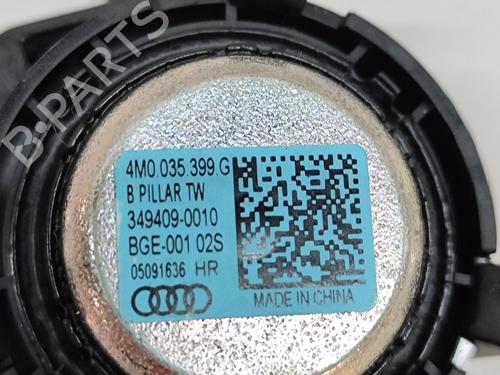 B-PARTS
4M0.035.399.G
B PILLAR TW
349409-0010
BGE-001 02S
05091636 HR
MADE IN CHINA